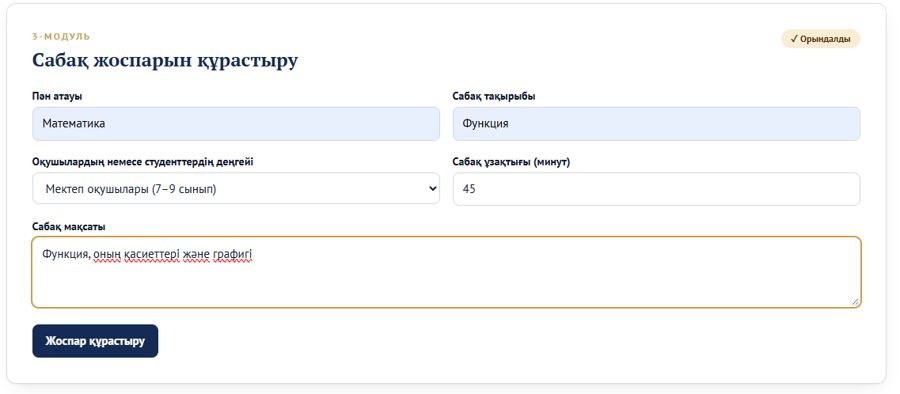 3-МОДУЛЬ
✓ Орындалды
Сабақ жоспарын құрастыру
Пән атауы
Сабақ тақырыбы
Математика
Функция
Оқушылардың немесе студенттердің деңгейі
Сабақ ұзақтығы (минут)
Мектеп оқушылары (7–9 сынып)
45
Сабақ мақсаты
Функция, оның қасиеттері және графигі
Жоспар құрастыру